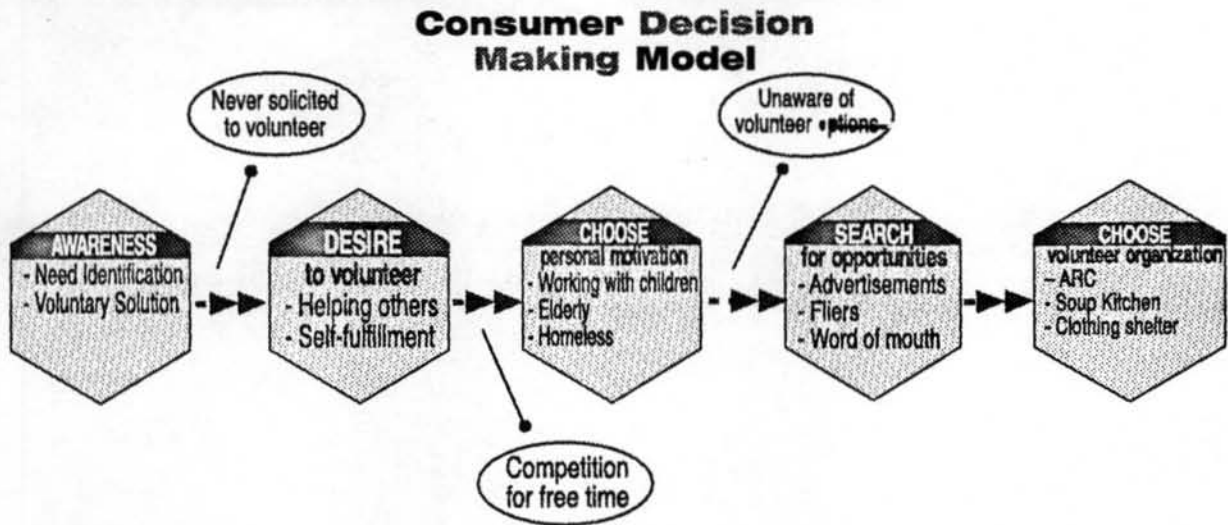 Consumer Decision
Making Model
Never solicited
to volunteer
Unaware of
volunteer options
AWARENESS
- Need Identification
- Voluntary Solution
DESIRE
to volunteer
- Helping others
- Self-fulfillment
CHOOSE
personal motivation
- Working with children
- Elderly
- Homeless
SEARCH
for opportunities
- Advertisements
- Fliers
- Word of mouth
CHOOSE
volunteer organization
- ARC
- Soup Kitchen
- Clothing shelter
Competition
for free time